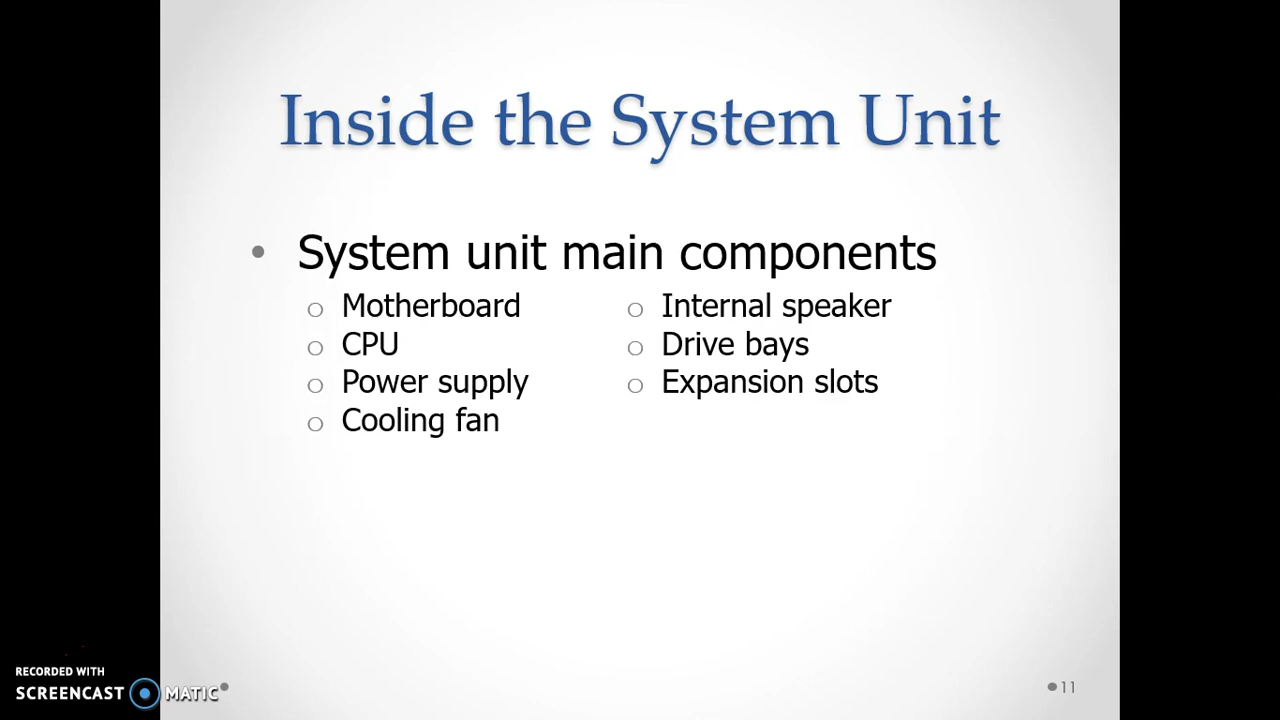 Inside the System Unit
• System unit main components
o Motherboard
o CPU
o Power supply
o Cooling fan
o Internal speaker
o Drive bays
o Expansion slots
RECORDED WITH
SCREENCAST MATIC
11